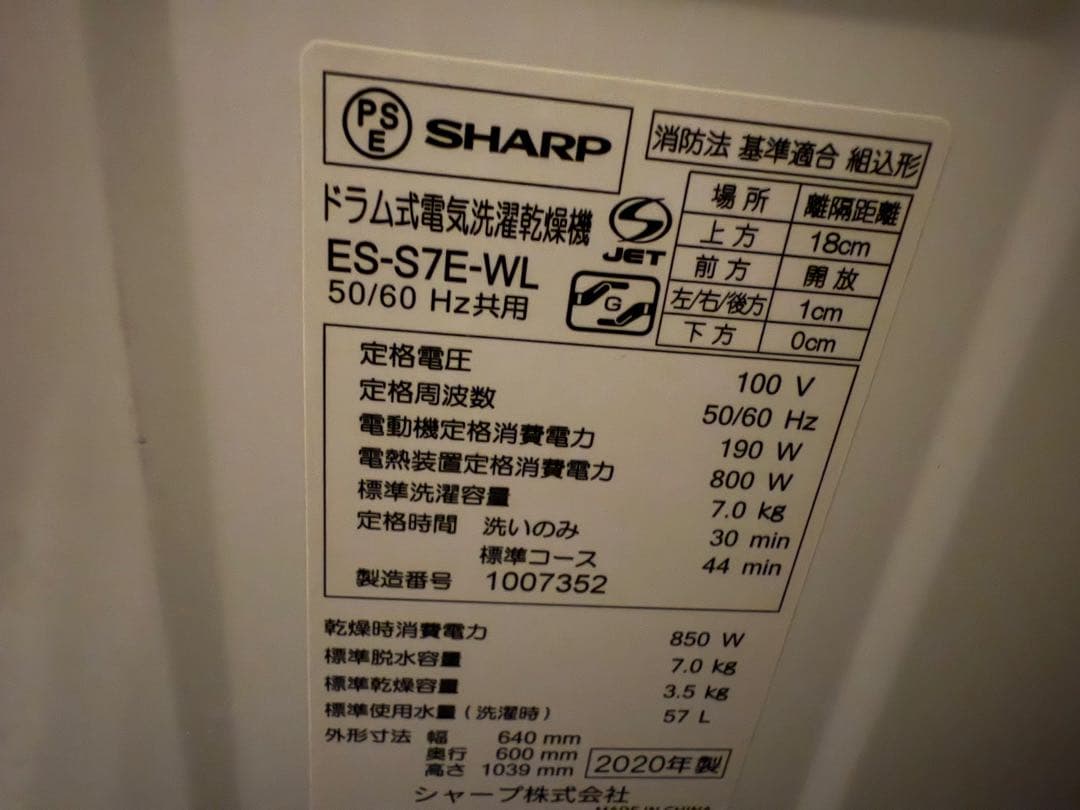 PSE SHARP
消防法 基準適合 組込形
場所 離隔距離
上方 18cm
前方 開放
左/右/後方 1cm
下方 0cm
ドラム式電気洗濯乾燥機
JET
ES-S7E-WL
G
50/60 Hz共用
定格電圧 100 V
定格周波数 50/60 Hz
電動機定格消費電力 190 W
電熱装置定格消費電力 800 W
標準洗濯容量 7.0 kg
定格時間 洗いのみ 30 min
標準コース 44 min
製造番号 1007352
乾燥時消費電力 850 W
標準脱水容量 7.0 kg
標準乾燥容量 3.5 kg
標準使用水量(洗濯時) 57 L
外形寸法 幅 640 mm
奥行 600 mm
高さ 1039 mm
2020年製
シャープ株式会社
MADE IN CHINA